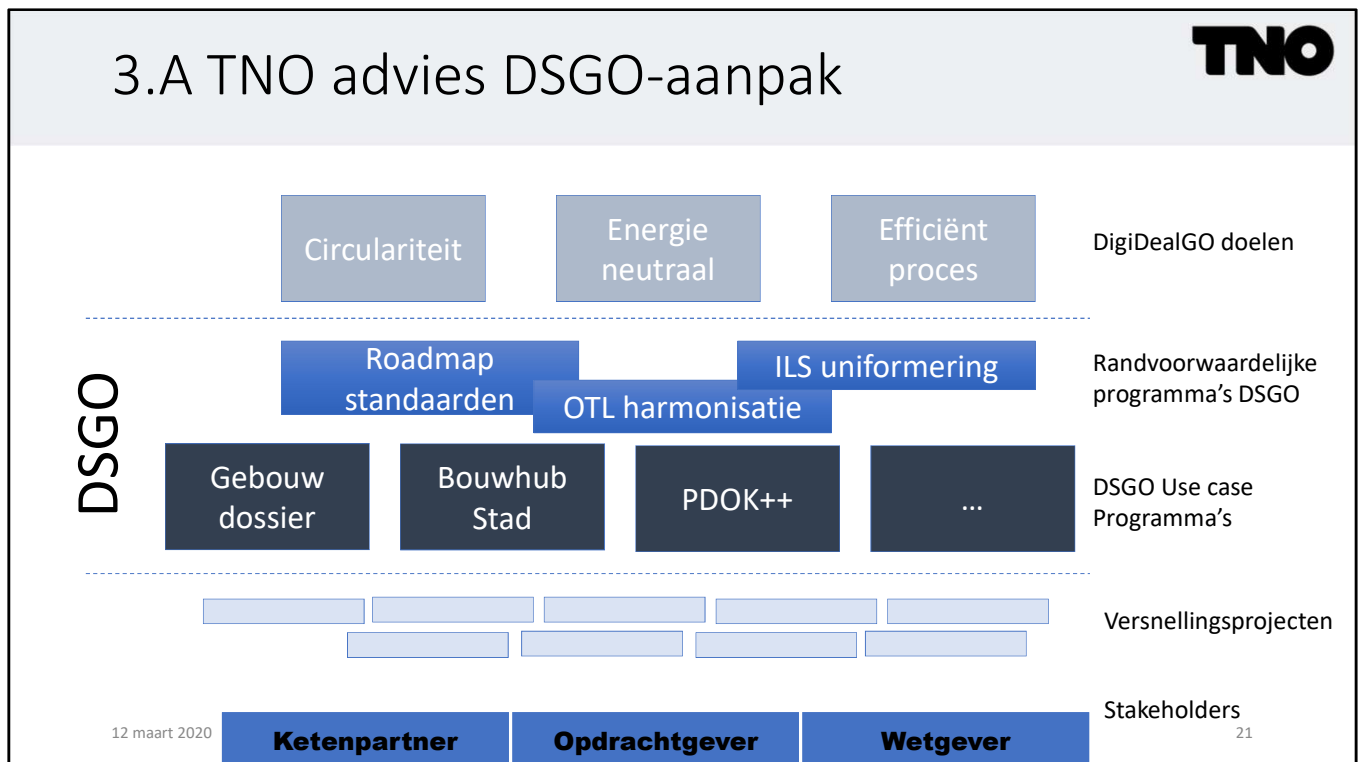 3.A TNO advies DSGO-aanpak
TNO
Circulariteit
Energie
neutraal
Efficiënt
proces
DigiDealGO doelen
DSGO
Roadmap
standaarden
OTL harmonisatie
ILS uniformering
Randvoorwaardelijke
programma’s DSGO
Gebouw
dossier
Bouwhub
Stad
PDOK++
...
DSGO Use case
Programma’s
Versnellingsprojecten
Stakeholders
12 maart 2020
Ketenpartner
Opdrachtgever
Wetgever
21